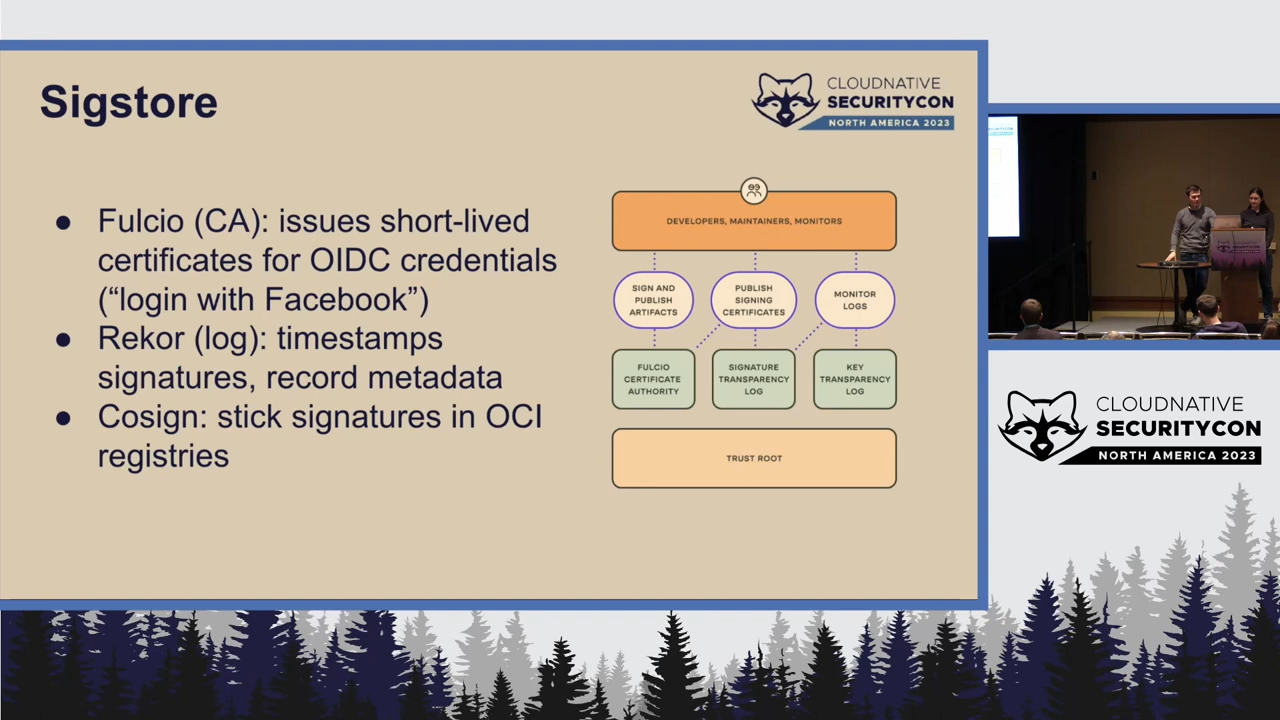 Sigstore
CLOUDNATIVE
SECURITYCON
NORTH AMERICA 2023
● Fulcio (CA): issues short-lived
certificates for OIDC credentials
(“login with Facebook”)
● Rekor (log): timestamps
signatures, record metadata
● Cosign: stick signatures in OCI
registries
DEVELOPERS, MAINTAINERS, MONITORS
SIGN AND
PUBLISH
ARTIFACTS
PUBLISH
SIGNING
CERTIFICATES
MONITOR
LOGS
FULCIO
CERTIFICATE
AUTHORITY
SIGNATURE
TRANSPARENCY
LOG
KEY
TRANSPARENCY
LOG
TRUST ROOT
CLOUDNATIVE
SECURITYCON
NORTH AMERICA 2023